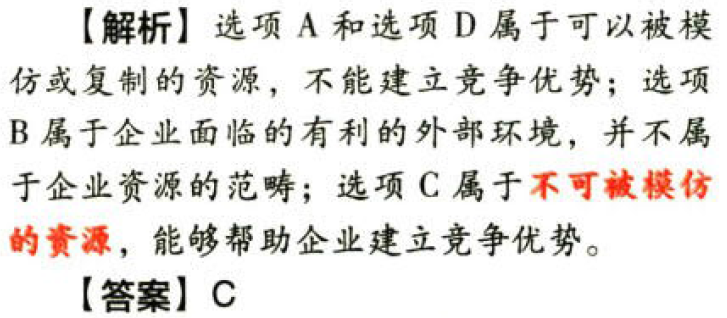 【解析】选项 A 和选项 D 属于可以被模
仿或复制的资源，不能建立竞争优势；选项
B 属于企业面临的有利的外部环境，并不属
于企业资源的范畴；选项 C 属于不可被模仿
的资源，能够帮助企业建立竞争优势。
【答案】C